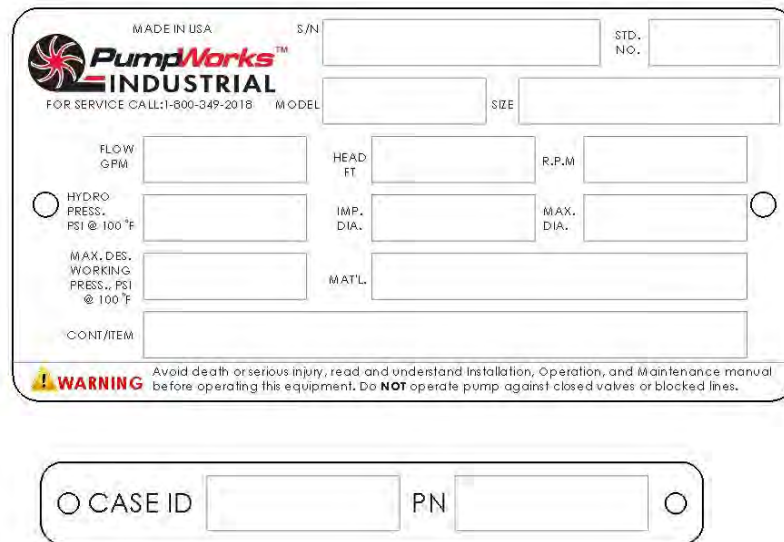 MADE IN USA
S/N
STD.
NO.
PumpWorks™
INDUSTRIAL
FOR SERVICE CALL:1-800-349-2018
MODEL
SIZE
FLOW
GPM
HEAD
FT
R.P.M
HYDRO
PRESS.
PSI @ 100 °F
IMP.
DIA.
MAX.
DIA.
MAX. DES.
WORKING
PRESS., PSI
@ 100 °F
MAT'L.
CONT/ITEM
WARNING
Avoid death or serious injury, read and understand Installation, Operation, and Maintenance manual
before operating this equipment. Do NOT operate pump against closed valves or blocked lines.
CASE ID
PN